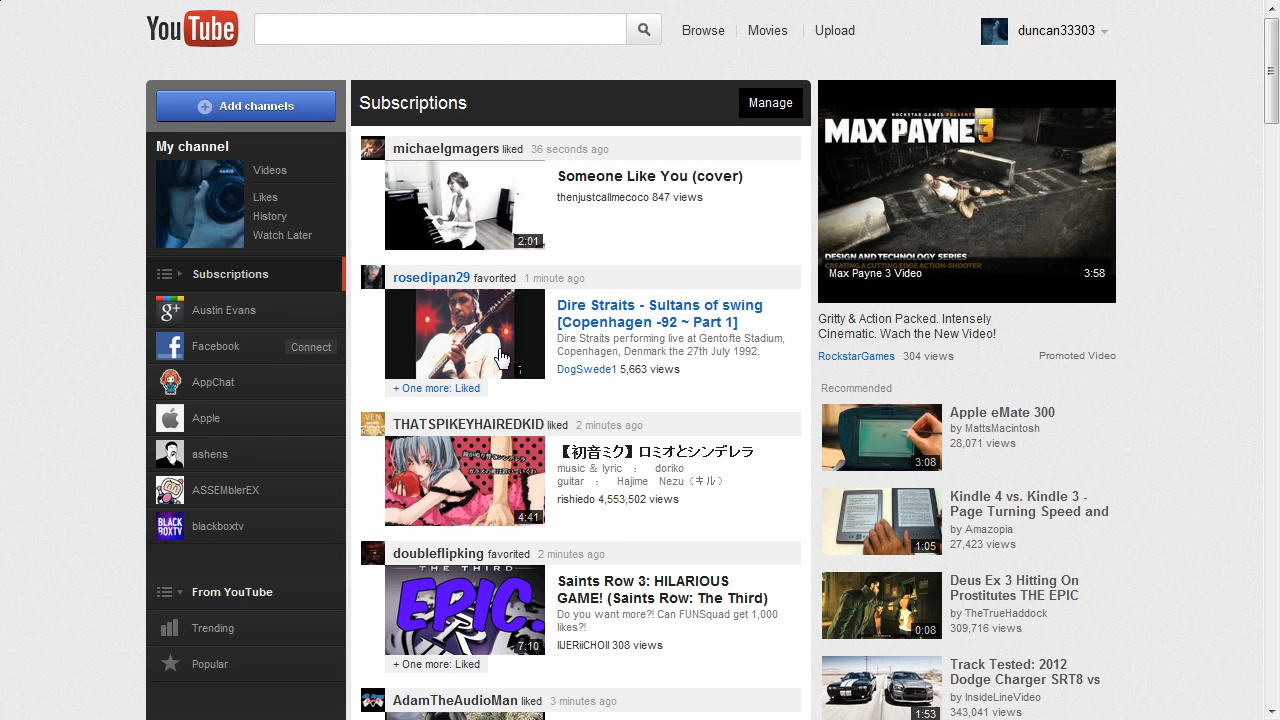 YouTube
Browse
Movies
Upload
duncan33303
Add channels
My channel
Videos
Likes
History
Watch Later
Subscriptions
Austin Evans
Facebook
Connect
AppChat
Apple
ashens
ASSEMblerEX
BLACK
BOXTV
blackboxtv
From YouTube
Trending
Popular
Subscriptions
Manage
michaelgmagers liked 36 seconds ago
Someone Like You (cover)
thenjustcallmecoco 847 views
2:01
rosedipan29 favorited 1 minute ago
Dire Straits - Sultans of swing
[Copenhagen -92 ~ Part 1]
Dire Straits performing live at Gentofte Stadium,
Copenhagen, Denmark the 27th July 1992.
DogSwede1 5,663 views
+ One more: Liked
THATSPIKEYHAIREDKID liked 2 minutes ago
【初音ミク】ロミオとシンデレラ
music & lyric : doriko
guitar : Hajime Nezu（キル）
rishiedo 4,553,502 views
4:41
doubleflipking favorited 2 minutes ago
THE THIRD
EPIC
Saints Row 3: HILARIOUS
GAME! (Saints Row: The Third)
Do you want more?! Can FUNSquad get 1,000
likes?!
7:10
+ One more: Liked
308 views
AdamTheAudioMan liked 3 minutes ago
ROCKSTAR GAMES PRESENTS
MAX PAYNE 3
DESIGN AND TECHNOLOGY SERIES
CREATING A CUTTING EDGE ACTION-SHOOTER
Max Payne 3 Video 3:58
Gritty & Action Packed. Intensely
Cinematic. Wach the New Video!
RockstarGames 304 views
Promoted Video
Recommended
Apple eMate 300
by MattsMacintosh
28,071 views
3:08
Kindle 4 vs. Kindle 3 -
Page Turning Speed and
by Amazopia
27,423 views
1:05
Deus Ex 3 Hitting On
Prostitutes THE EPIC
by TheTrueHaddock
309,716 views
0:08
Track Tested: 2012
Dodge Charger SRT8 vs
by InsideLineVideo
343,041 views
1:53